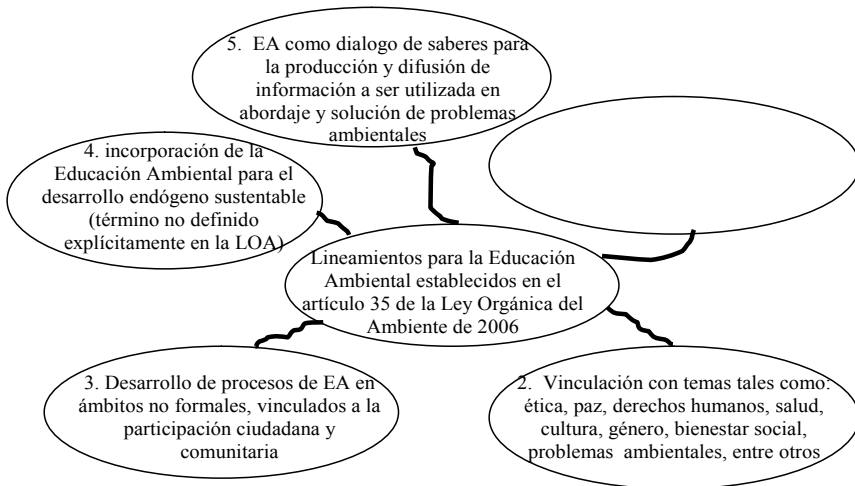 5. EA como dialogo de saberes para
la producción y difusión de
información a ser utilizada en
abordaje y solución de problemas
ambientales
4. incorporación de la
Educación Ambiental para el
desarrollo endógeno sustentable
(término no definido
explícitamente en la LOA)
Lineamientos para la Educación
Ambiental establecidos en el
artículo 35 de la Ley Orgánica del
Ambiente de 2006
3. Desarrollo de procesos de EA en
ámbitos no formales, vinculados a la
participación ciudadana y
comunitaria
2. Vinculación con temas tales como:
ética, paz, derechos humanos, salud,
cultura, género, bienestar social,
problemas ambientales, entre otros